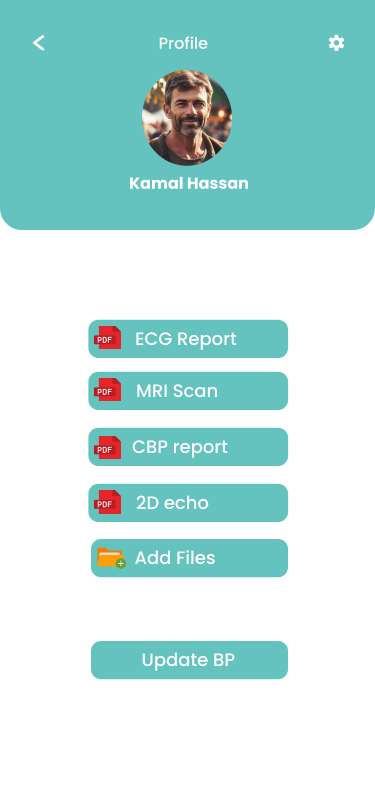 Profile
Kamal Hassan
PDF ECG Report
PDF MRI Scan
PDF CBP report
PDF 2D echo
Add Files
Update BP